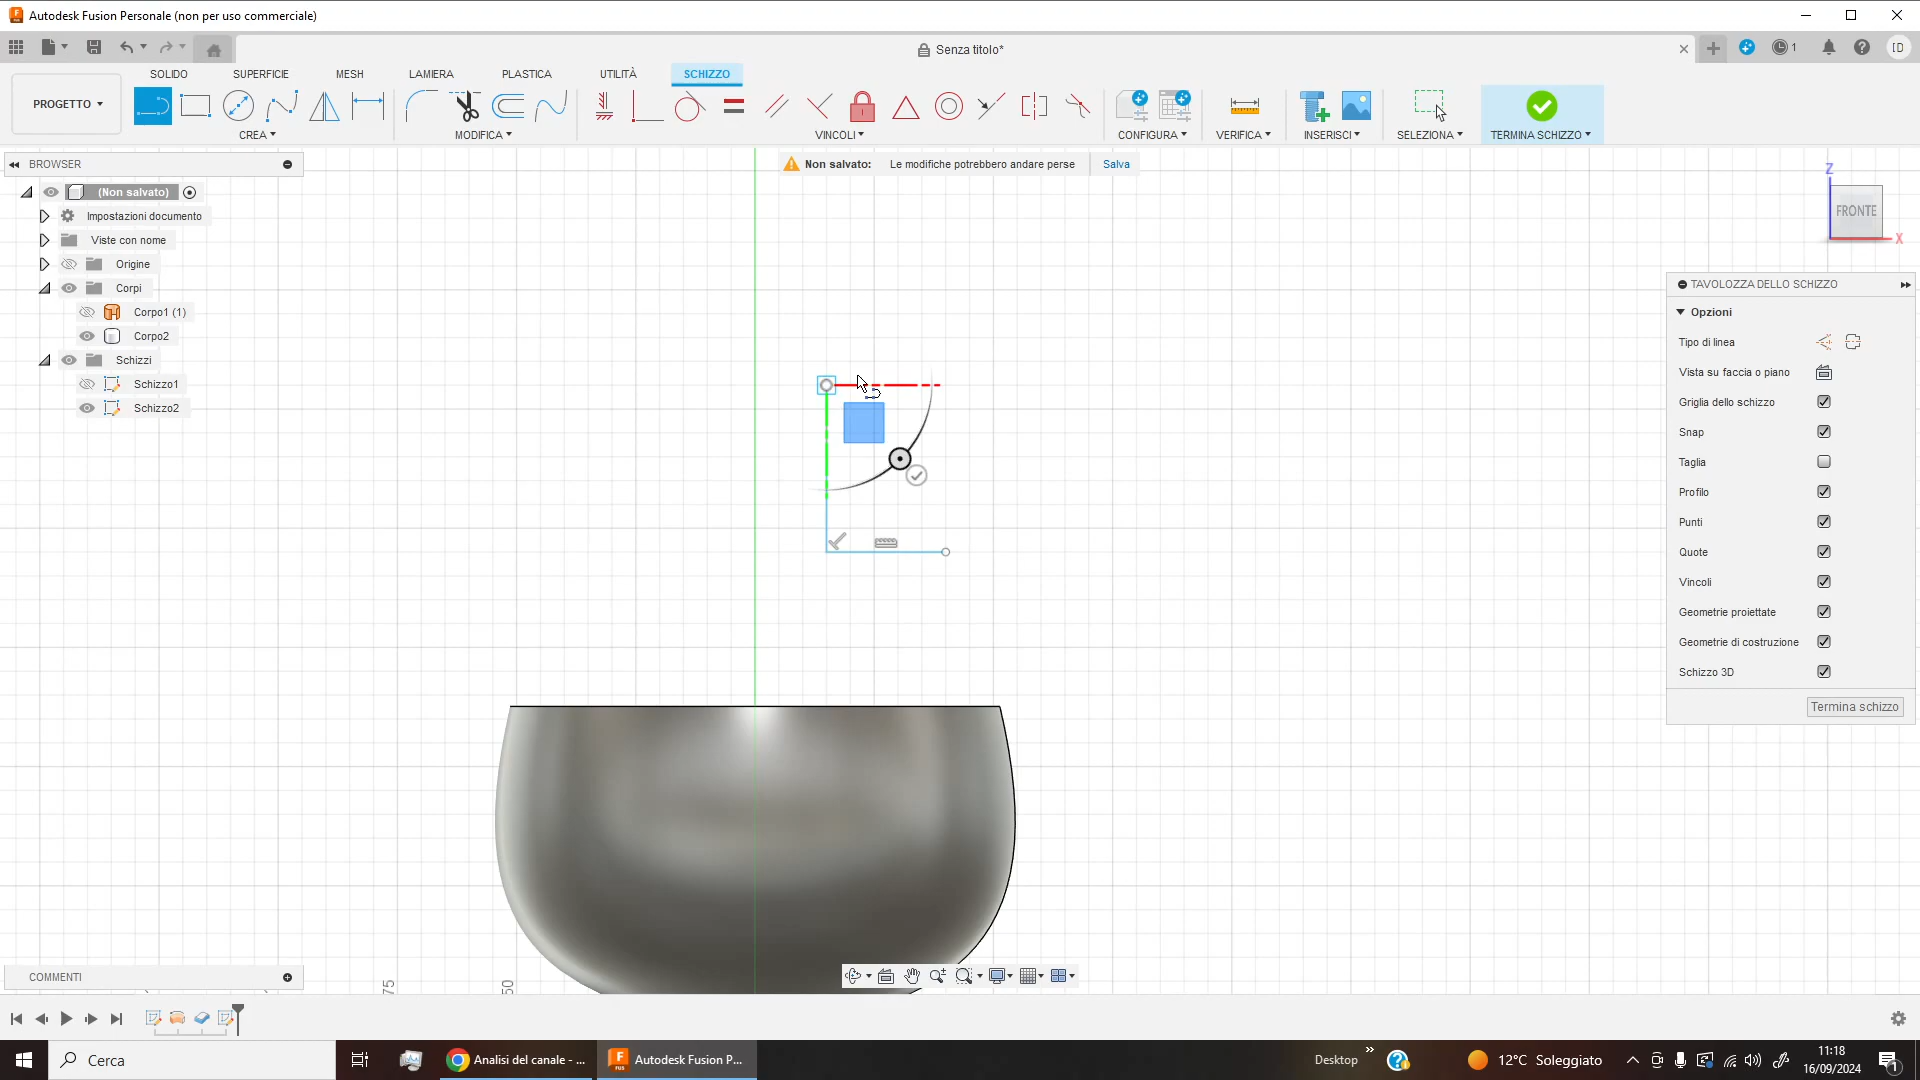 Autodesk Fusion Personale (non per uso commerciale)
Senza titolo*
1
ID
PROGETTO
SOLIDO SUPERFICIE MESH LAMIERA PLASTICA UTILITÀ SCHIZZO
CREA MODIFICA VINCOLI CONFIGURA VERIFICA INSERISCI SELEZIONA TERMINA SCHIZZO
BROWSER
Non salvato: Le modifiche potrebbero andare perse Salva
(Non salvato)
Impostazioni documento
Viste con nome
Origine
Corpi
Corpo1 (1)
Corpo2
Schizzi
Schizzo1
Schizzo2
Z
FRONTE
X
TAVOLOZZA DELLO SCHIZZO
Opzioni
Tipo di linea
Vista su faccia o piano
Griglia dello schizzo
Snap
Taglia
Profilo
Punti
Quote
Vincoli
Geometrie proiettate
Geometrie di costruzione
Schizzo 3D
Termina schizzo
75
50
COMMENTI
Cerca
Analisi del canale - ...
Autodesk Fusion P...
Desktop
12°C Soleggiato
11:18
16/09/2024
1